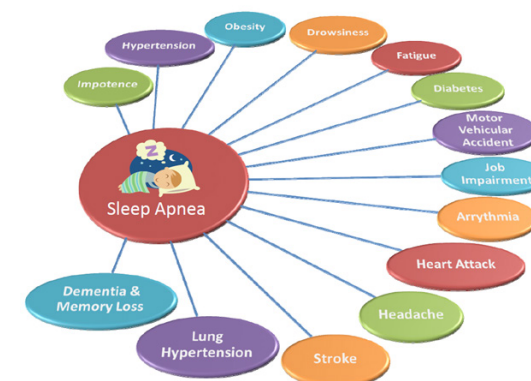 Obesity
Drowsiness
Hypertension
Fatigue
Impotence
Diabetes
Motor
Vehicular
Accident
Z
Sleep Apnea
Job
Impairment
Arrythmia
Heart Attack
Dementia &
Memory Loss
Headache
Lung
Hypertension
Stroke